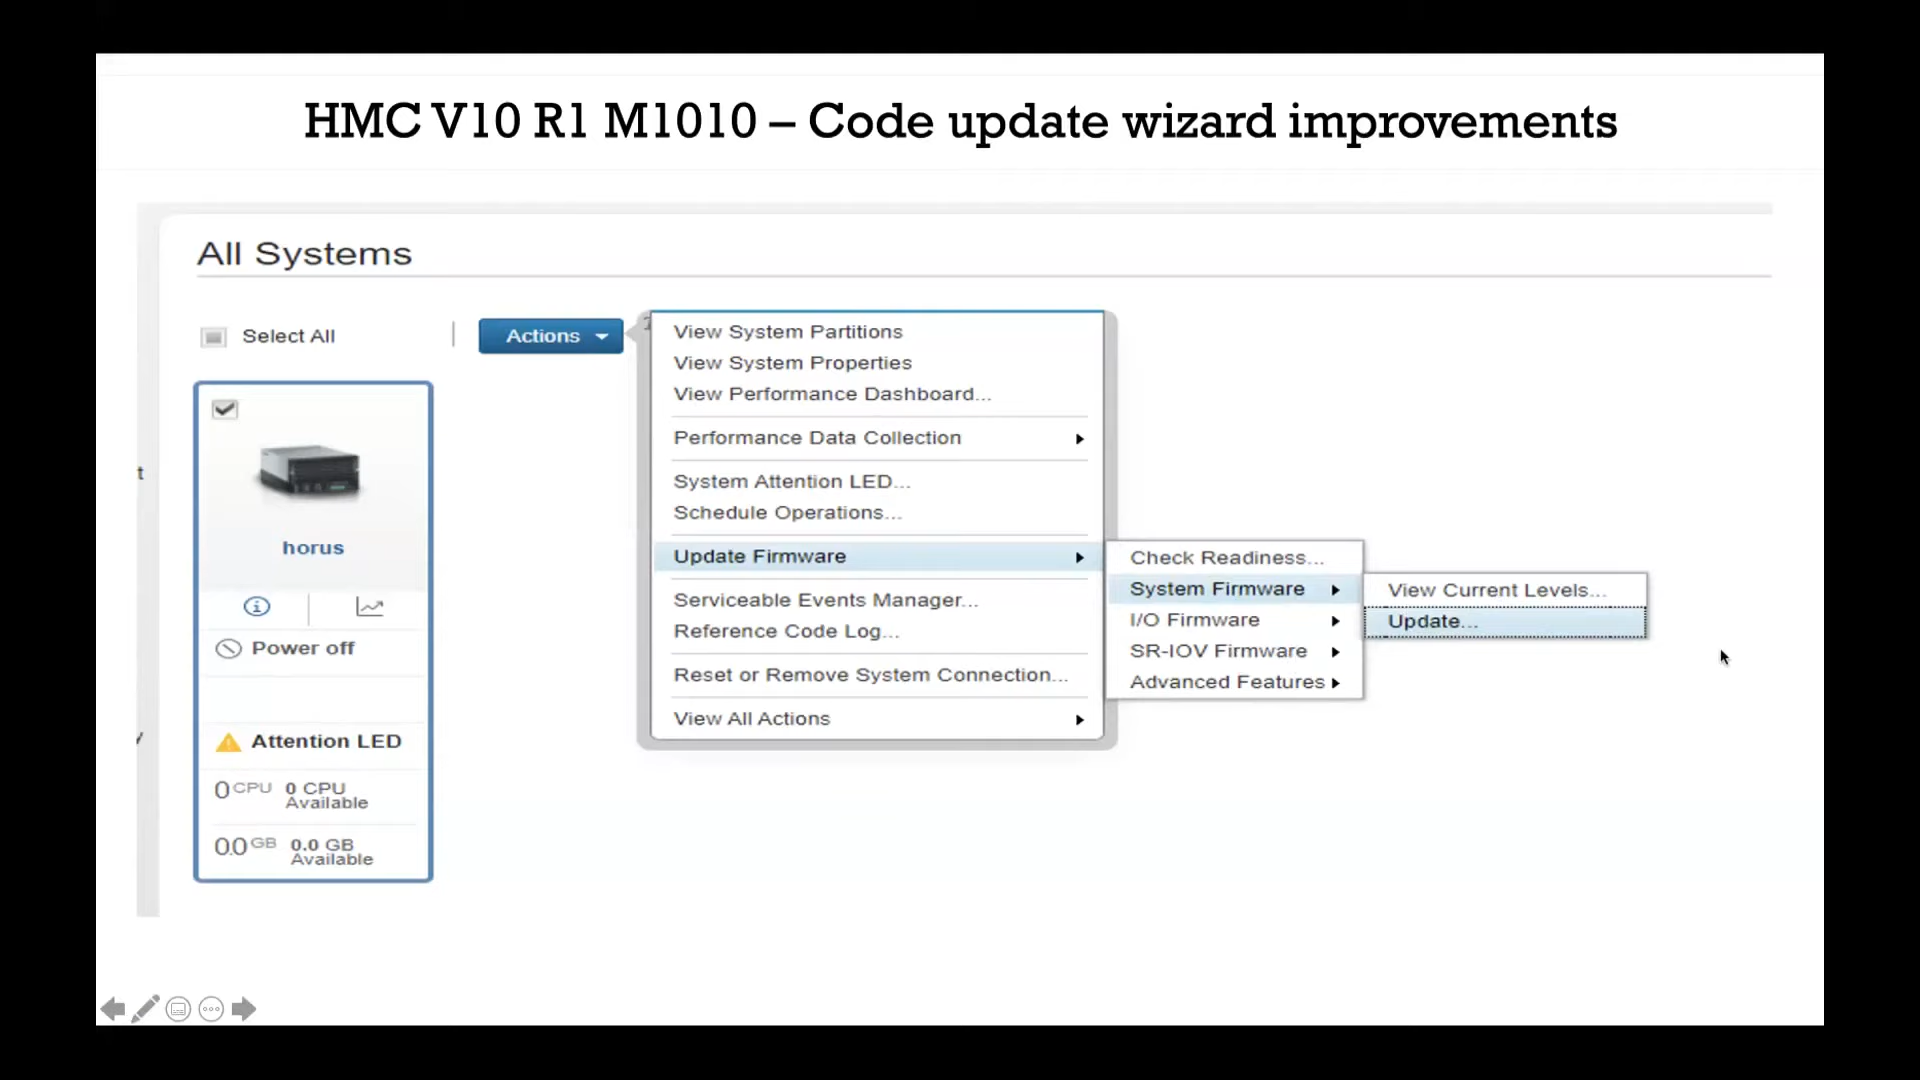 HMC V10 R1 M1010 – Code update wizard improvements
All Systems
Select All
Actions
View System Partitions
View System Properties
View Performance Dashboard...
Performance Data Collection
System Attention LED...
Schedule Operations...
Update Firmware
Serviceable Events Manager...
Reference Code Log...
Reset or Remove System Connection...
View All Actions
Check Readiness...
System Firmware
I/O Firmware
SR-IOV Firmware
Advanced Features
View Current Levels...
Update...
t
horus
Power off
Attention LED
0 CPU 0 CPU
Available
0.0 GB 0.0 GB
Available